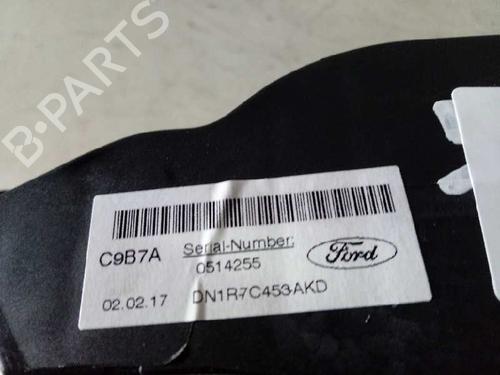 B-PARTS
C9B7A
Serial-Number:
0514255
Ford
02.02.17
DN1R7C453AKD